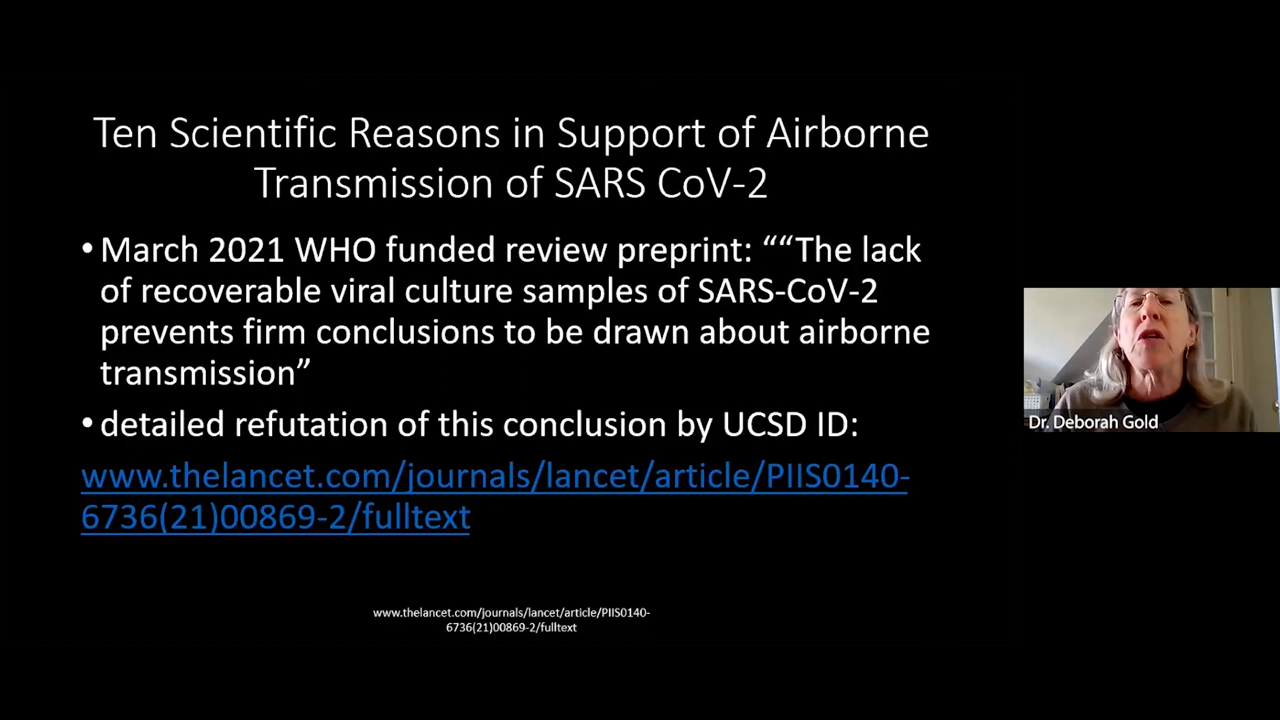 Ten Scientific Reasons in Support of Airborne
Transmission of SARS CoV-2
• March 2021 WHO funded review preprint: ““The lack
of recoverable viral culture samples of SARS-CoV-2
prevents firm conclusions to be drawn about airborne
transmission”
• detailed refutation of this conclusion by UCSD ID:
www.thelancet.com/journals/lancet/article/PIIS0140-
6736(21)00869-2/fulltext
www.thelancet.com/journals/lancet/article/PIIS0140-
6736(21)00869-2/fulltext
Dr. Deborah Gold